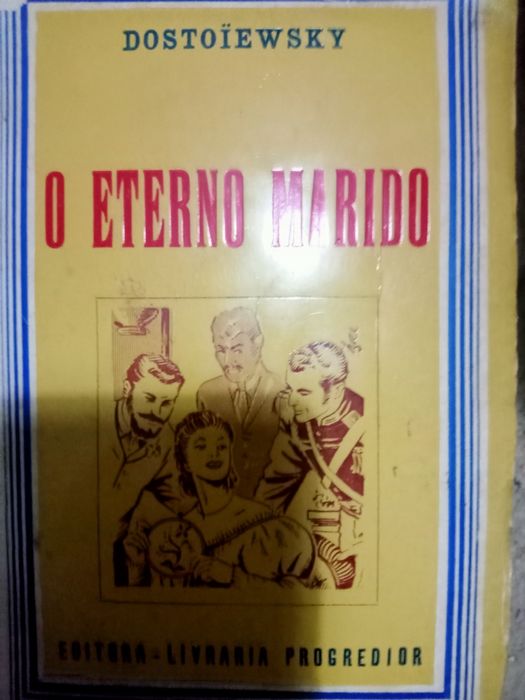 DOSTOÏEWSKY
O ETERNO MARIDO
EDITORA - LIVRARIA PROGREDIOR